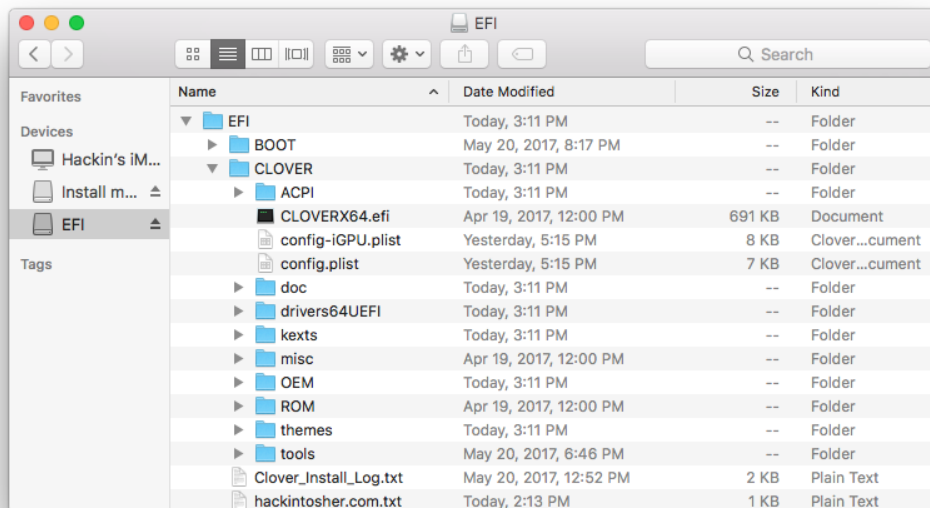 EFI
Search
Favorites
Devices
Hackin's iM...
Install m...
EFI
Tags
Name Date Modified Size Kind
EFI Today, 3:11 PM -- Folder
BOOT May 20, 2017, 8:17 PM -- Folder
CLOVER Today, 3:11 PM -- Folder
ACPI Today, 3:11 PM -- Folder
CLOVERX64.efi Apr 19, 2017, 12:00 PM 691 KB Document
config-iGPU.plist Yesterday, 5:15 PM 8 KB Clover...cument
config.plist Yesterday, 5:15 PM 7 KB Clover...cument
doc Today, 3:11 PM -- Folder
drivers64UEFI Today, 3:11 PM -- Folder
kexts Today, 3:11 PM -- Folder
misc Apr 19, 2017, 12:00 PM -- Folder
OEM Today, 3:11 PM -- Folder
ROM Apr 19, 2017, 12:00 PM -- Folder
themes Today, 3:11 PM -- Folder
tools May 20, 2017, 6:46 PM -- Folder
Clover_Install_Log.txt May 20, 2017, 12:52 PM 2 KB Plain Text
hackintosher.com.txt Today, 2:13 PM 1 KB Plain Text